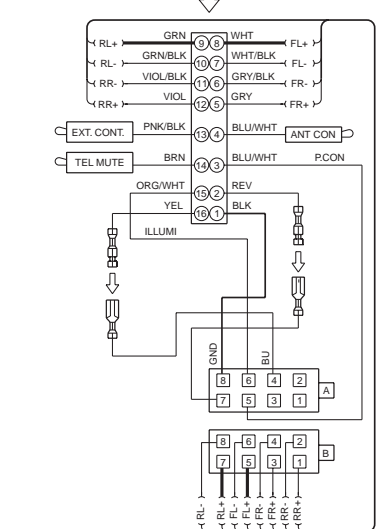 RL+ GRN 9 8 WHT FL+
RL- GRN/BLK 10 7 WHT/BLK FL-
RR- VIOL/BLK 11 6 GRY/BLK FR-
RR+ VIOL 12 5 GRY FR+
EXT. CONT. PNK/BLK 13 4 BLU/WHT ANT CON
TEL MUTE BRN 14 3 BLU/WHT P.CON
ORG/WHT 15 2 REV
YEL 16 1 BLK
ILLUMI
GND BU
8 6 4 2
A
7 5 3 1
8 6 4 2
B
7 5 3 1
RL- RL+ FL- FL+ FR- FR+ RR- RR+